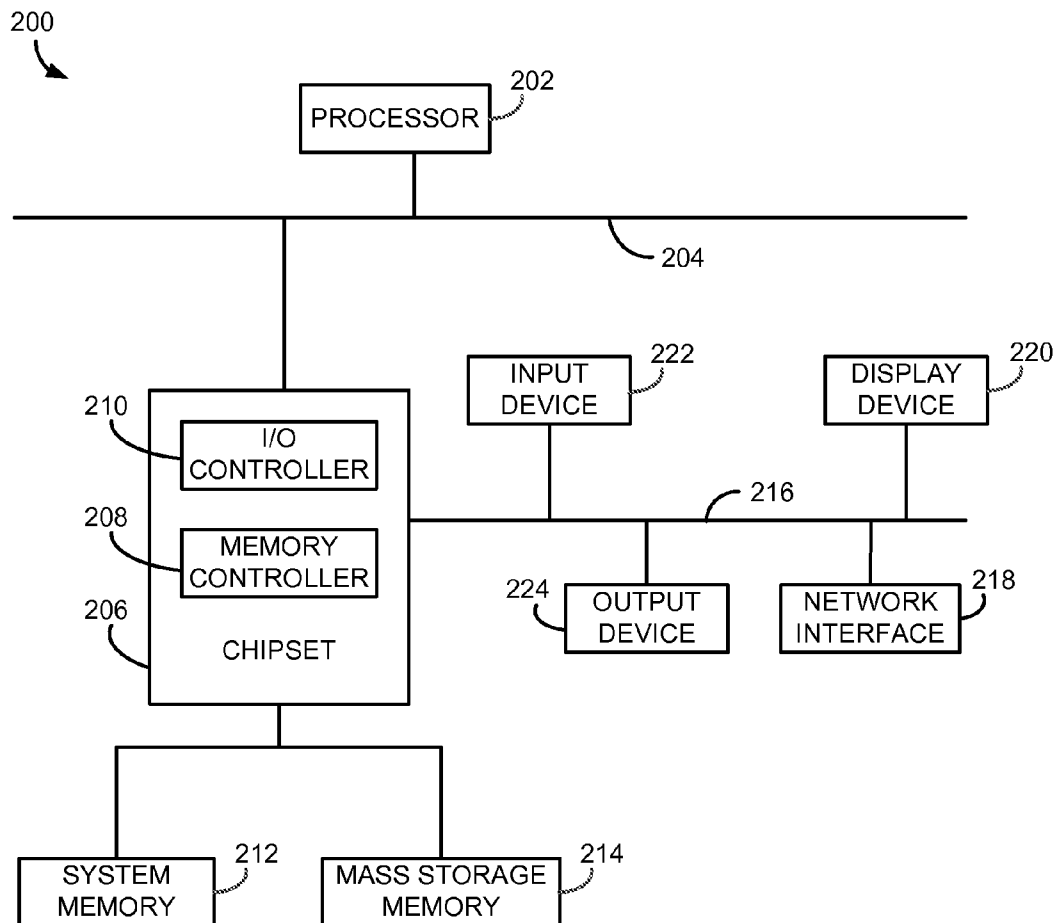 200
PROCESSOR
202
204
INPUT
DEVICE
222
DISPLAY
DEVICE
220
210
I/O
CONTROLLER
216
208
MEMORY
CONTROLLER
206
CHIPSET
224
OUTPUT
DEVICE
NETWORK
INTERFACE
218
SYSTEM
MEMORY
212
MASS STORAGE
MEMORY
214